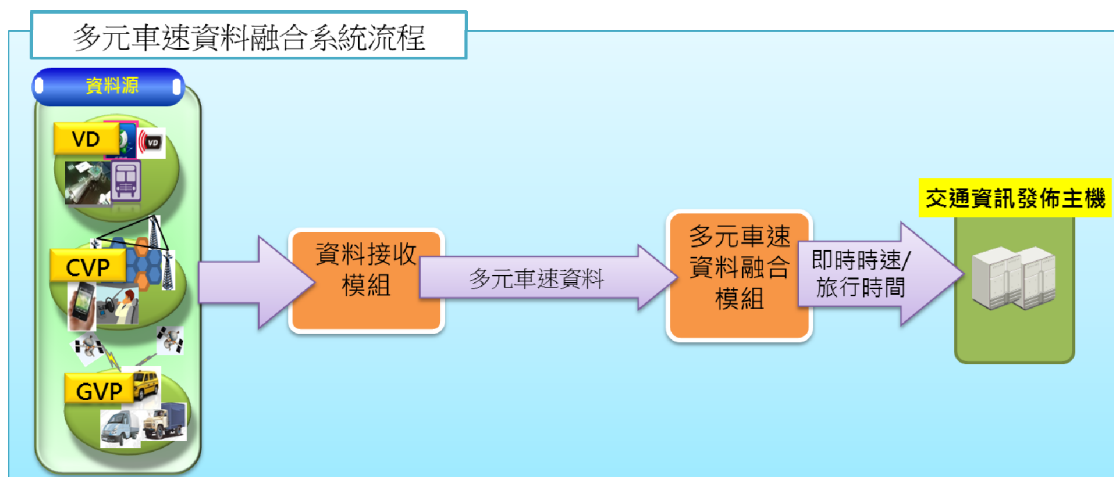 多元車速資料融合系統流程
資料源
VD
VD
CVP
GVP
資料接收
模組
多元車速資料
多元車速
資料融合
模組
即時時速/
旅行時間
交通資訊發佈主機